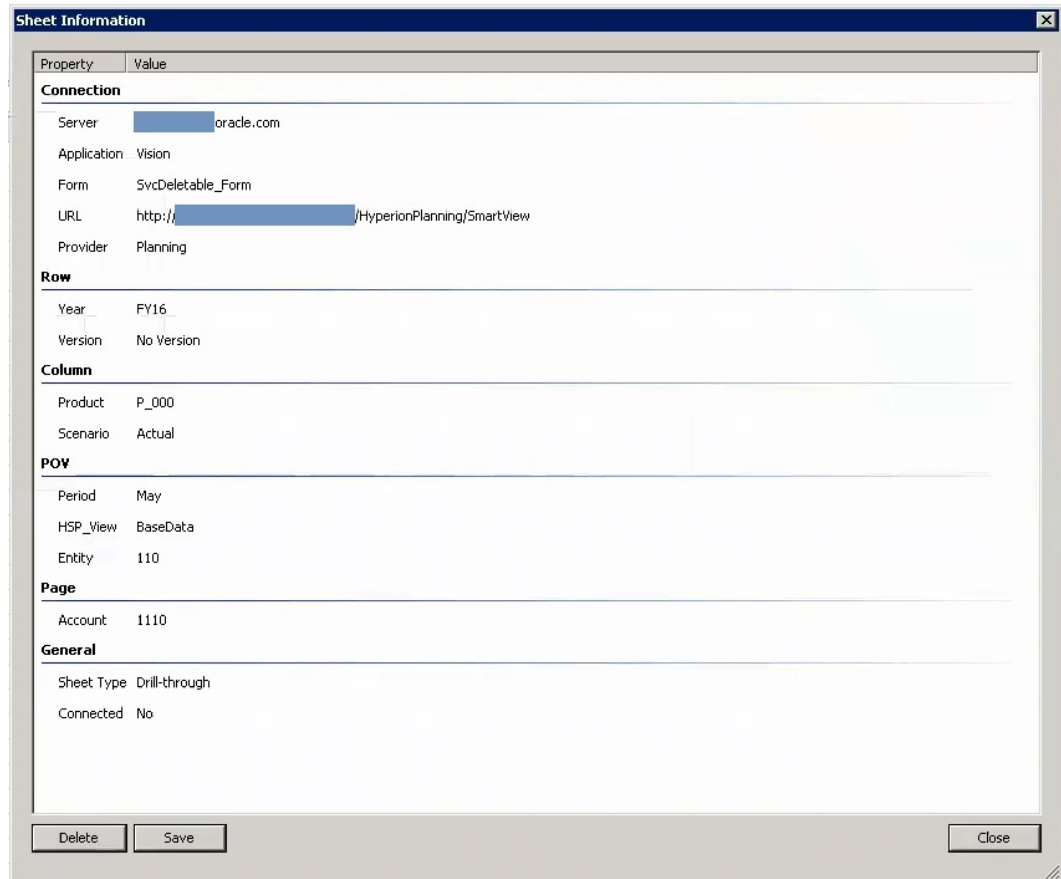 Sheet Information
Property Value
Connection
Server oracle.com
Application Vision
Form SvcDeletable_Form
URL http:/ /HyperionPlanning/SmartView
Provider Planning
Row
Year FY16
Version No Version
Column
Product P_000
Scenario Actual
POV
Period May
HSP_View BaseData
Entity 110
Page
Account 1110
General
Sheet Type Drill-through
Connected No
Delete Save Close